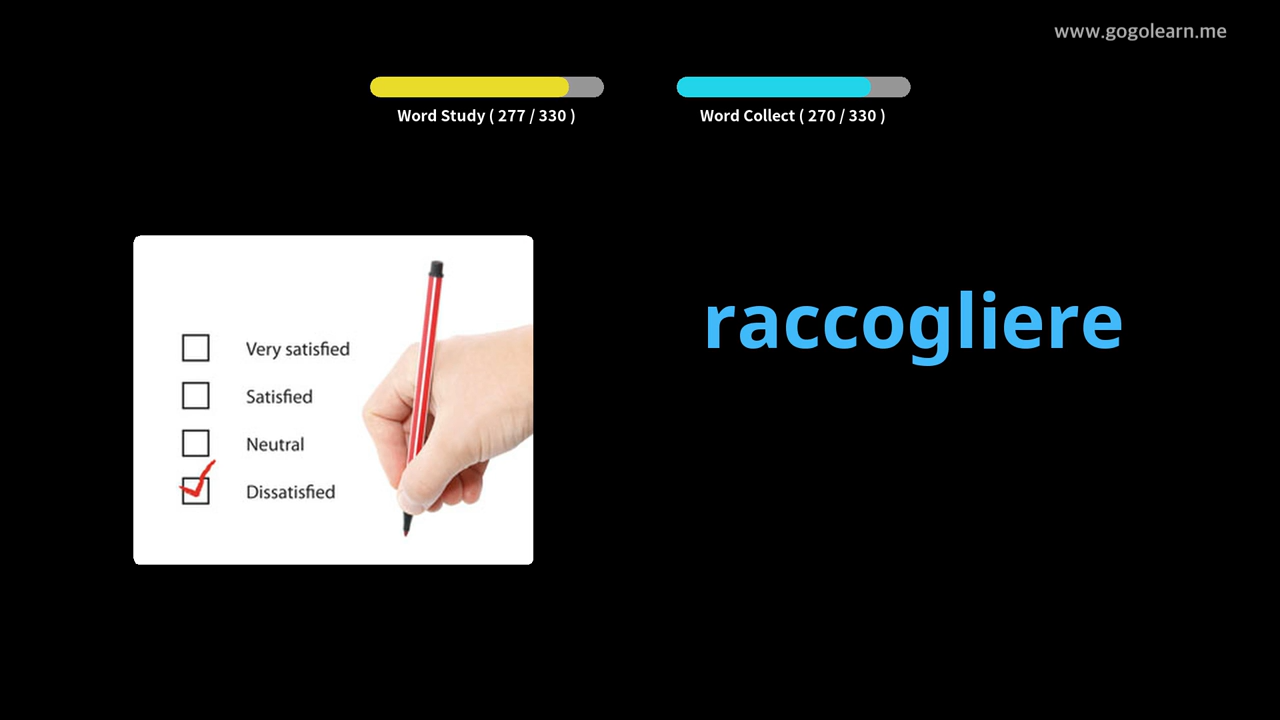 www.gogolearn.me
Word Study ( 277 / 330 )
Word Collect ( 270 / 330 )
raccogliere
Very satisfied
Satisfied
Neutral
Dissatisfied